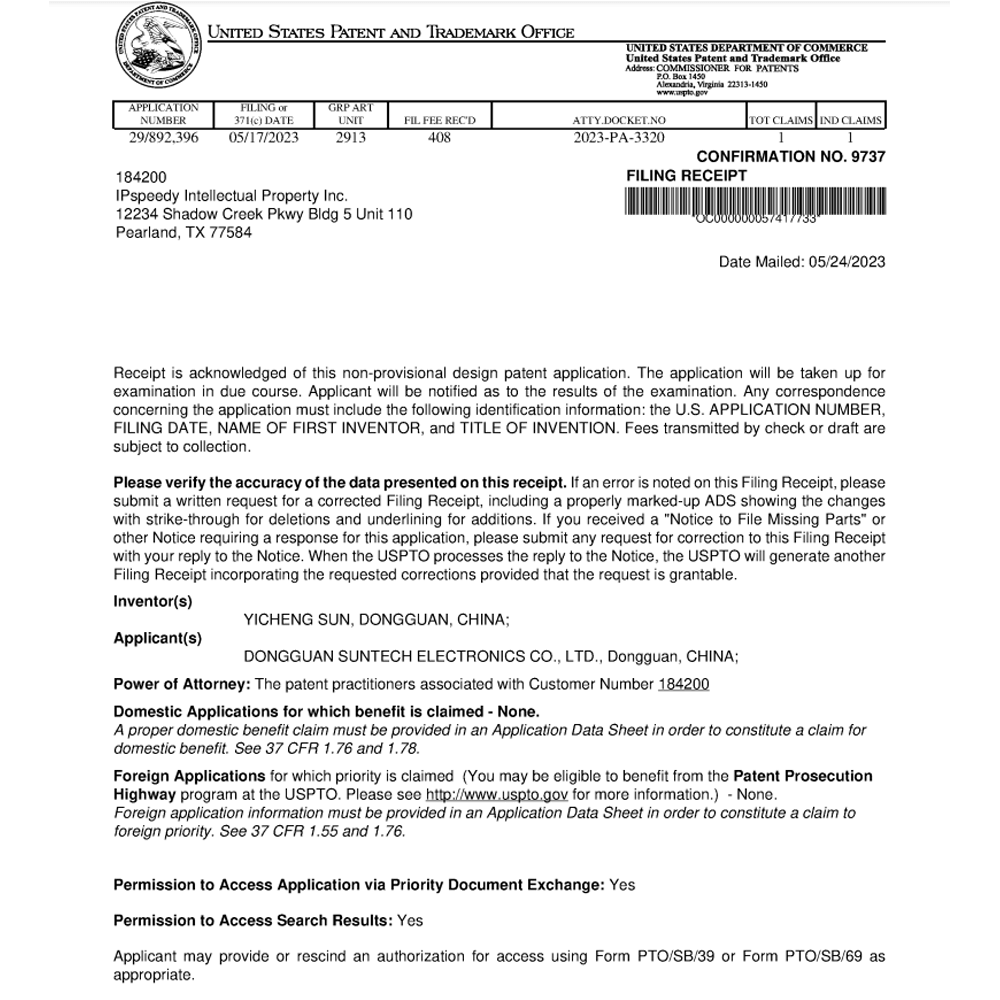 PATENT AND TRADEMARK OFFICE
DEPARTMENT OF COMMERCE
UNITED STATES PATENT AND TRADEMARK OFFICE
UNITED STATES DEPARTMENT OF COMMERCE
United States Patent and Trademark Office
Address: COMMISSIONER FOR PATENTS
P.O. Box 1450
Alexandria, Virginia 22313-1450
www.uspto.gov
APPLICATION NUMBER
FILING or 371(c) DATE
GRP ART UNIT
FIL FEE REC'D
ATTY.DOCKET.NO
TOT CLAIMS
IND CLAIMS
29/892,396 05/17/2023 2913 408 2023-PA-3320 1 1
CONFIRMATION NO. 9737
184200
IPspeedy Intellectual Property Inc.
12234 Shadow Creek Pkwy Bldg 5 Unit 110
Pearland, TX 77584
FILING RECEIPT
*OC000000057417733*
Date Mailed: 05/24/2023
Receipt is acknowledged of this non-provisional design patent application. The application will be taken up for
examination in due course. Applicant will be notified as to the results of the examination. Any correspondence
concerning the application must include the following identification information: the U.S. APPLICATION NUMBER,
FILING DATE, NAME OF FIRST INVENTOR, and TITLE OF INVENTION. Fees transmitted by check or draft are
subject to collection.
Please verify the accuracy of the data presented on this receipt. If an error is noted on this Filing Receipt, please
submit a written request for a corrected Filing Receipt, including a properly marked-up ADS showing the changes
with strike-through for deletions and underlining for additions. If you received a "Notice to File Missing Parts" or
other Notice requiring a response for this application, please submit any request for correction to this Filing Receipt
with your reply to the Notice. When the USPTO processes the reply to the Notice, the USPTO will generate another
Filing Receipt incorporating the requested corrections provided that the request is grantable.
Inventor(s)
YICHENG SUN, DONGGUAN, CHINA;
Applicant(s)
DONGGUAN SUNTECH ELECTRONICS CO., LTD., Dongguan, CHINA;
Power of Attorney: The patent practitioners associated with Customer Number 184200
Domestic Applications for which benefit is claimed - None.
A proper domestic benefit claim must be provided in an Application Data Sheet in order to constitute a claim for
domestic benefit. See 37 CFR 1.76 and 1.78.
Foreign Applications for which priority is claimed (You may be eligible to benefit from the Patent Prosecution
Highway program at the USPTO. Please see http://www.uspto.gov for more information.) - None.
Foreign application information must be provided in an Application Data Sheet in order to constitute a claim to
foreign priority. See 37 CFR 1.55 and 1.76.
Permission to Access Application via Priority Document Exchange: Yes
Permission to Access Search Results: Yes
Applicant may provide or rescind an authorization for access using Form PTO/SB/39 or Form PTO/SB/69 as
appropriate.